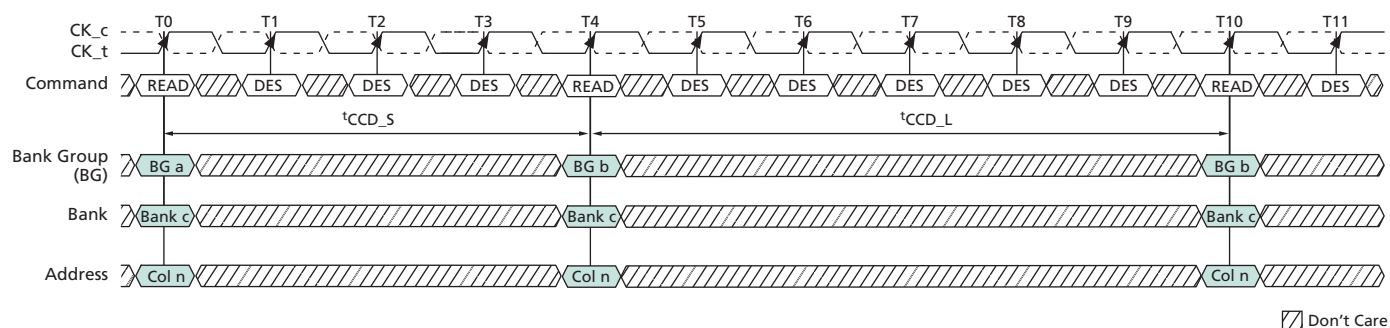 T0 T1 T2 T3 T4 T5 T6 T7 T8 T9 T10 T11
CK_c
CK_t
Command READ DES DES DES READ DES DES DES DES DES READ DES
tCCD_S tCCD_L
Bank Group
(BG)
BG a BG b BG b
Bank Bank c Bank c Bank c
Address Col n Col n Col n
Don't Care